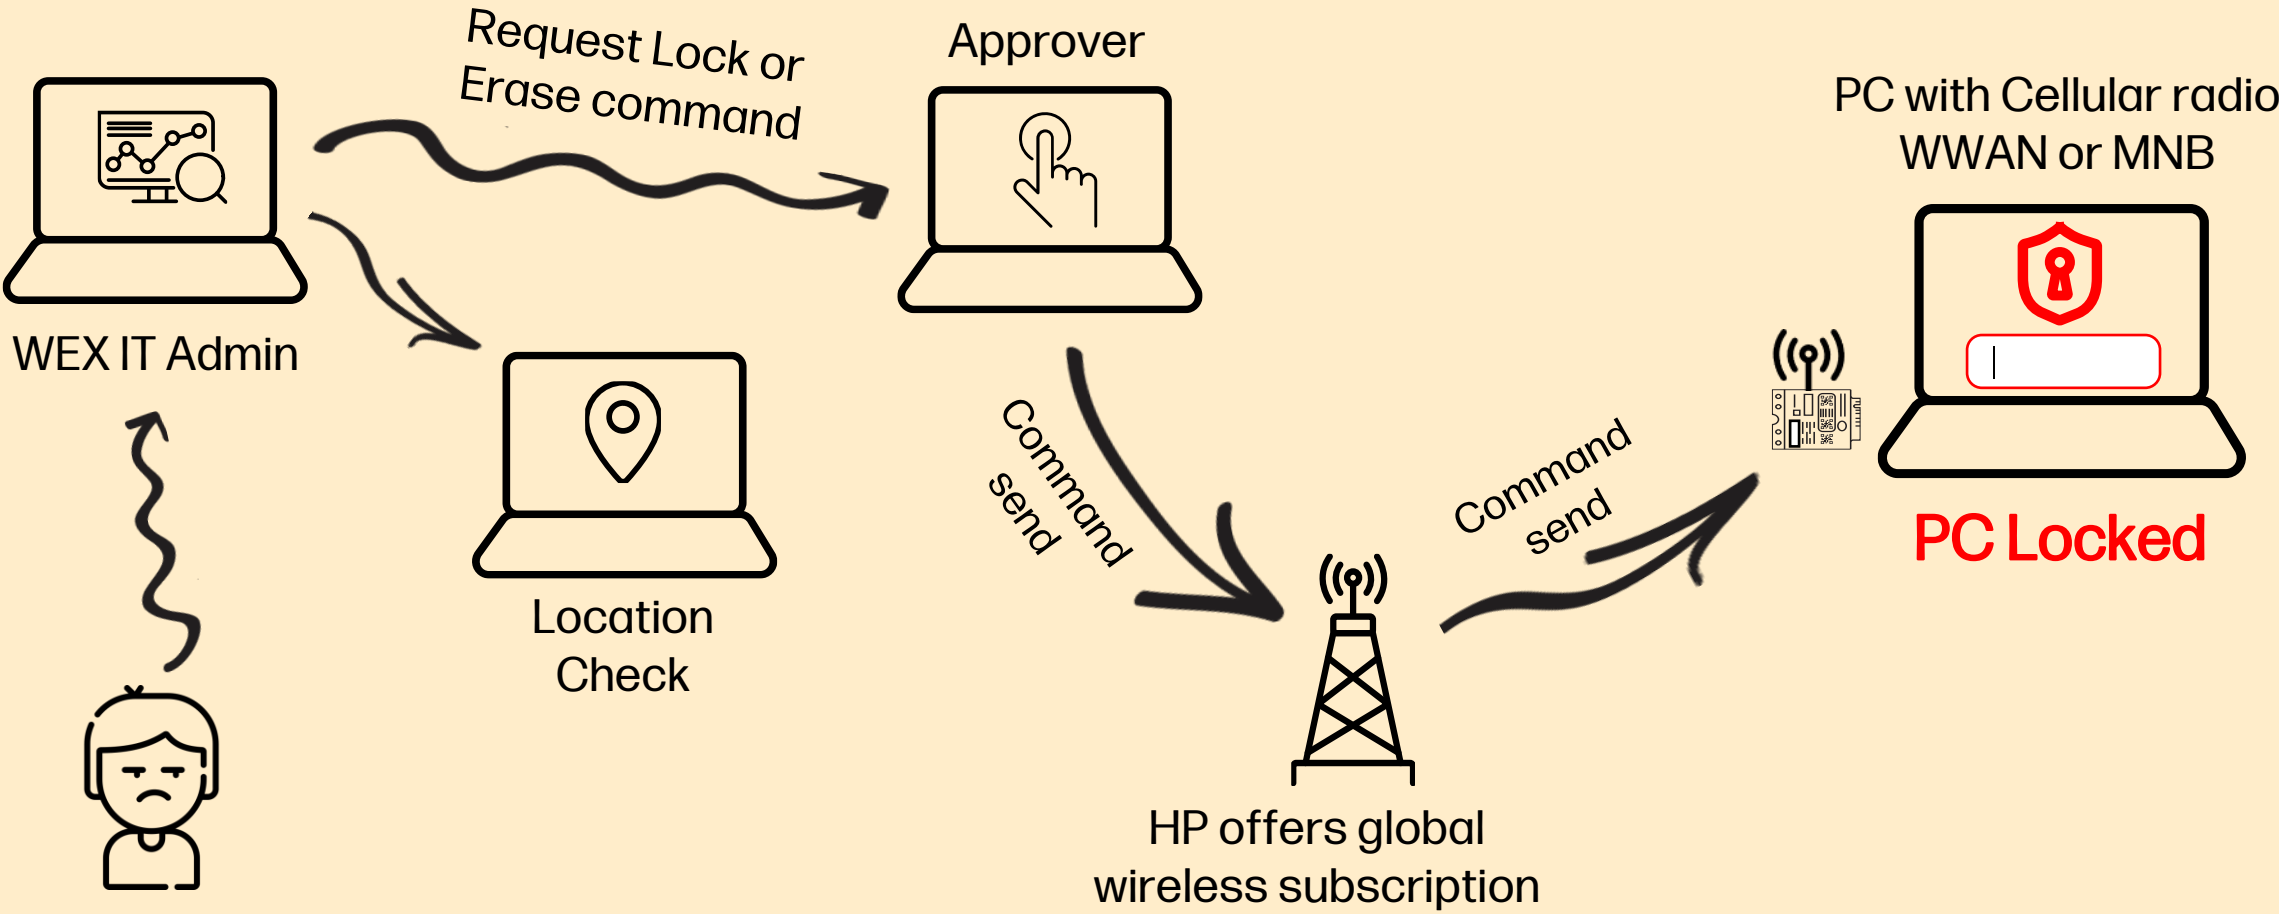 Request Lock or
Erase command
Approver
PC with Cellular radio
WWAN or MNB
WEX IT Admin
Location
Check
Command
send
Command
send
PC Locked
HP offers global
wireless subscription